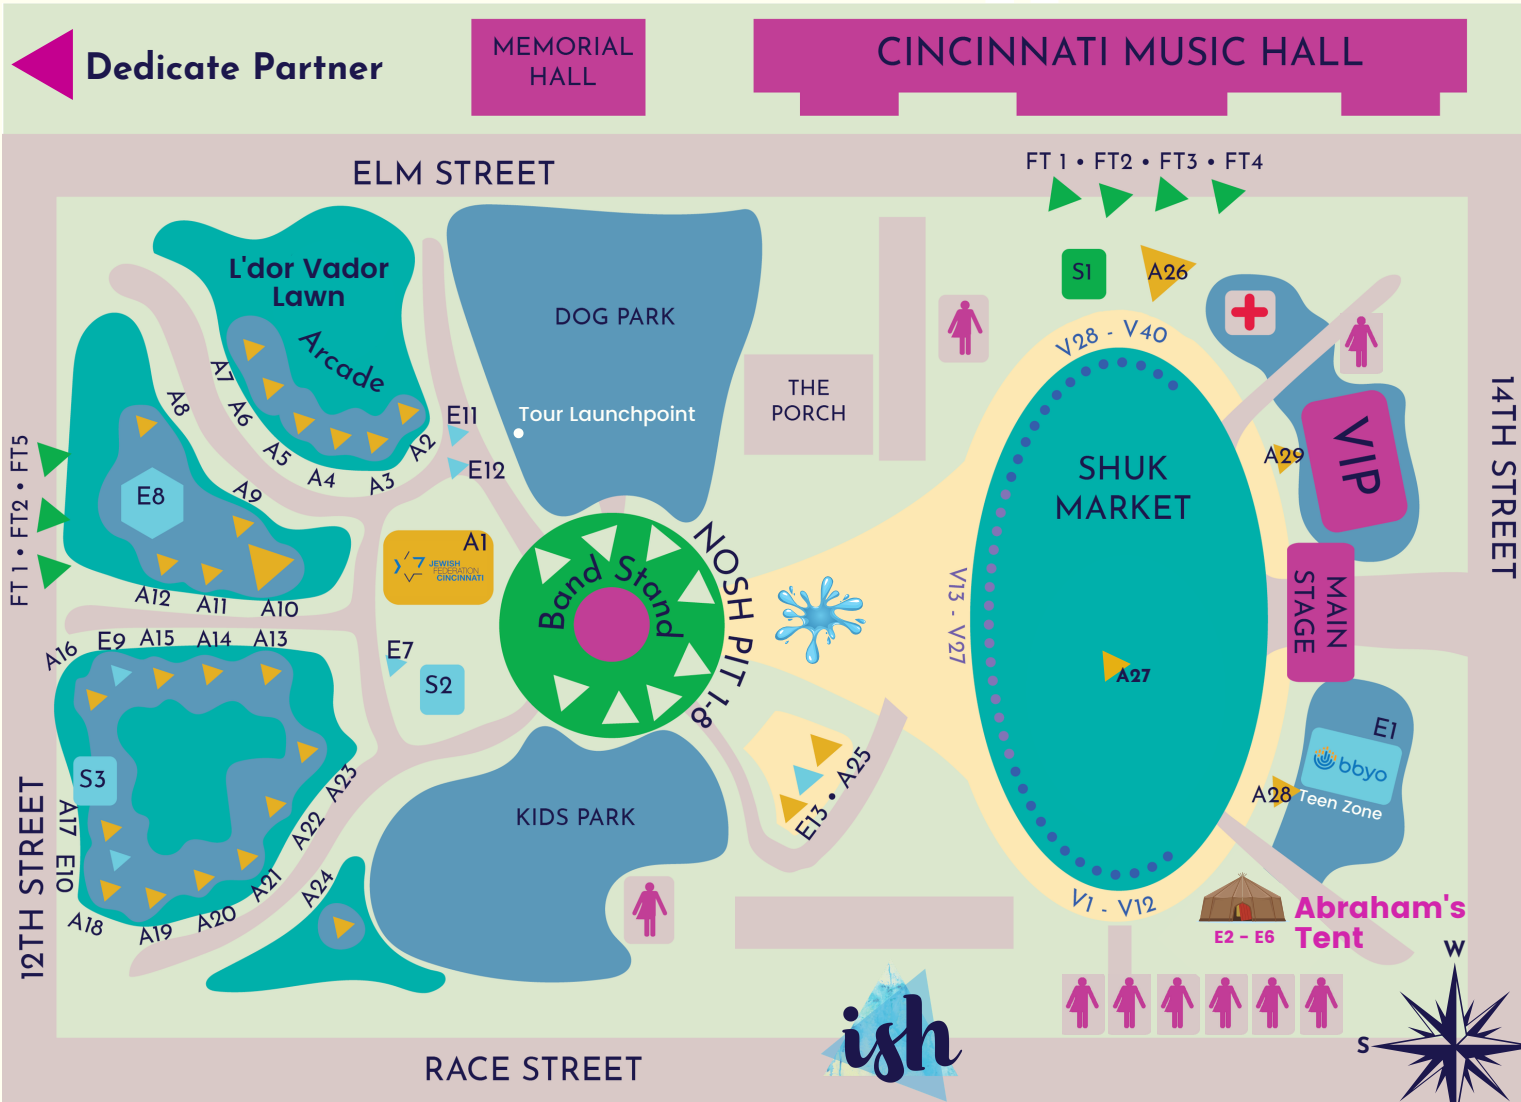 Dedicate Partner
MEMORIAL
HALL
CINCINNATI MUSIC HALL
ELM STREET
FT 1 • FT2 • FT3 • FT4
L'dor Vador
Lawn
Arcade
DOG PARK
Tour Launchpoint
THE
PORCH
S1
A26
V28 - V40
A7
A6
A5
A4
A3
A2
A8
A9
E11
E12
E8
FT 1 • FT2 • FT5
A12
A11
A10
A1
JEWISH
FEDERATION
CINCINNATI
Band Stand
NOSH PIT 1-8
SHUK
MARKET
V13 - V27
A27
A29
VIP
14TH STREET
MAIN
STAGE
A16
E9
A15
A14
A13
E7
S2
S3
A17
E10
A18
A19
A20
A21
A22
A23
A24
12TH STREET
KIDS PARK
E13 • A25
E1
bbyo
Teen Zone
A28
V1 - V12
Abraham's
Tent
E2 - E6
ish
W
S
RACE STREET